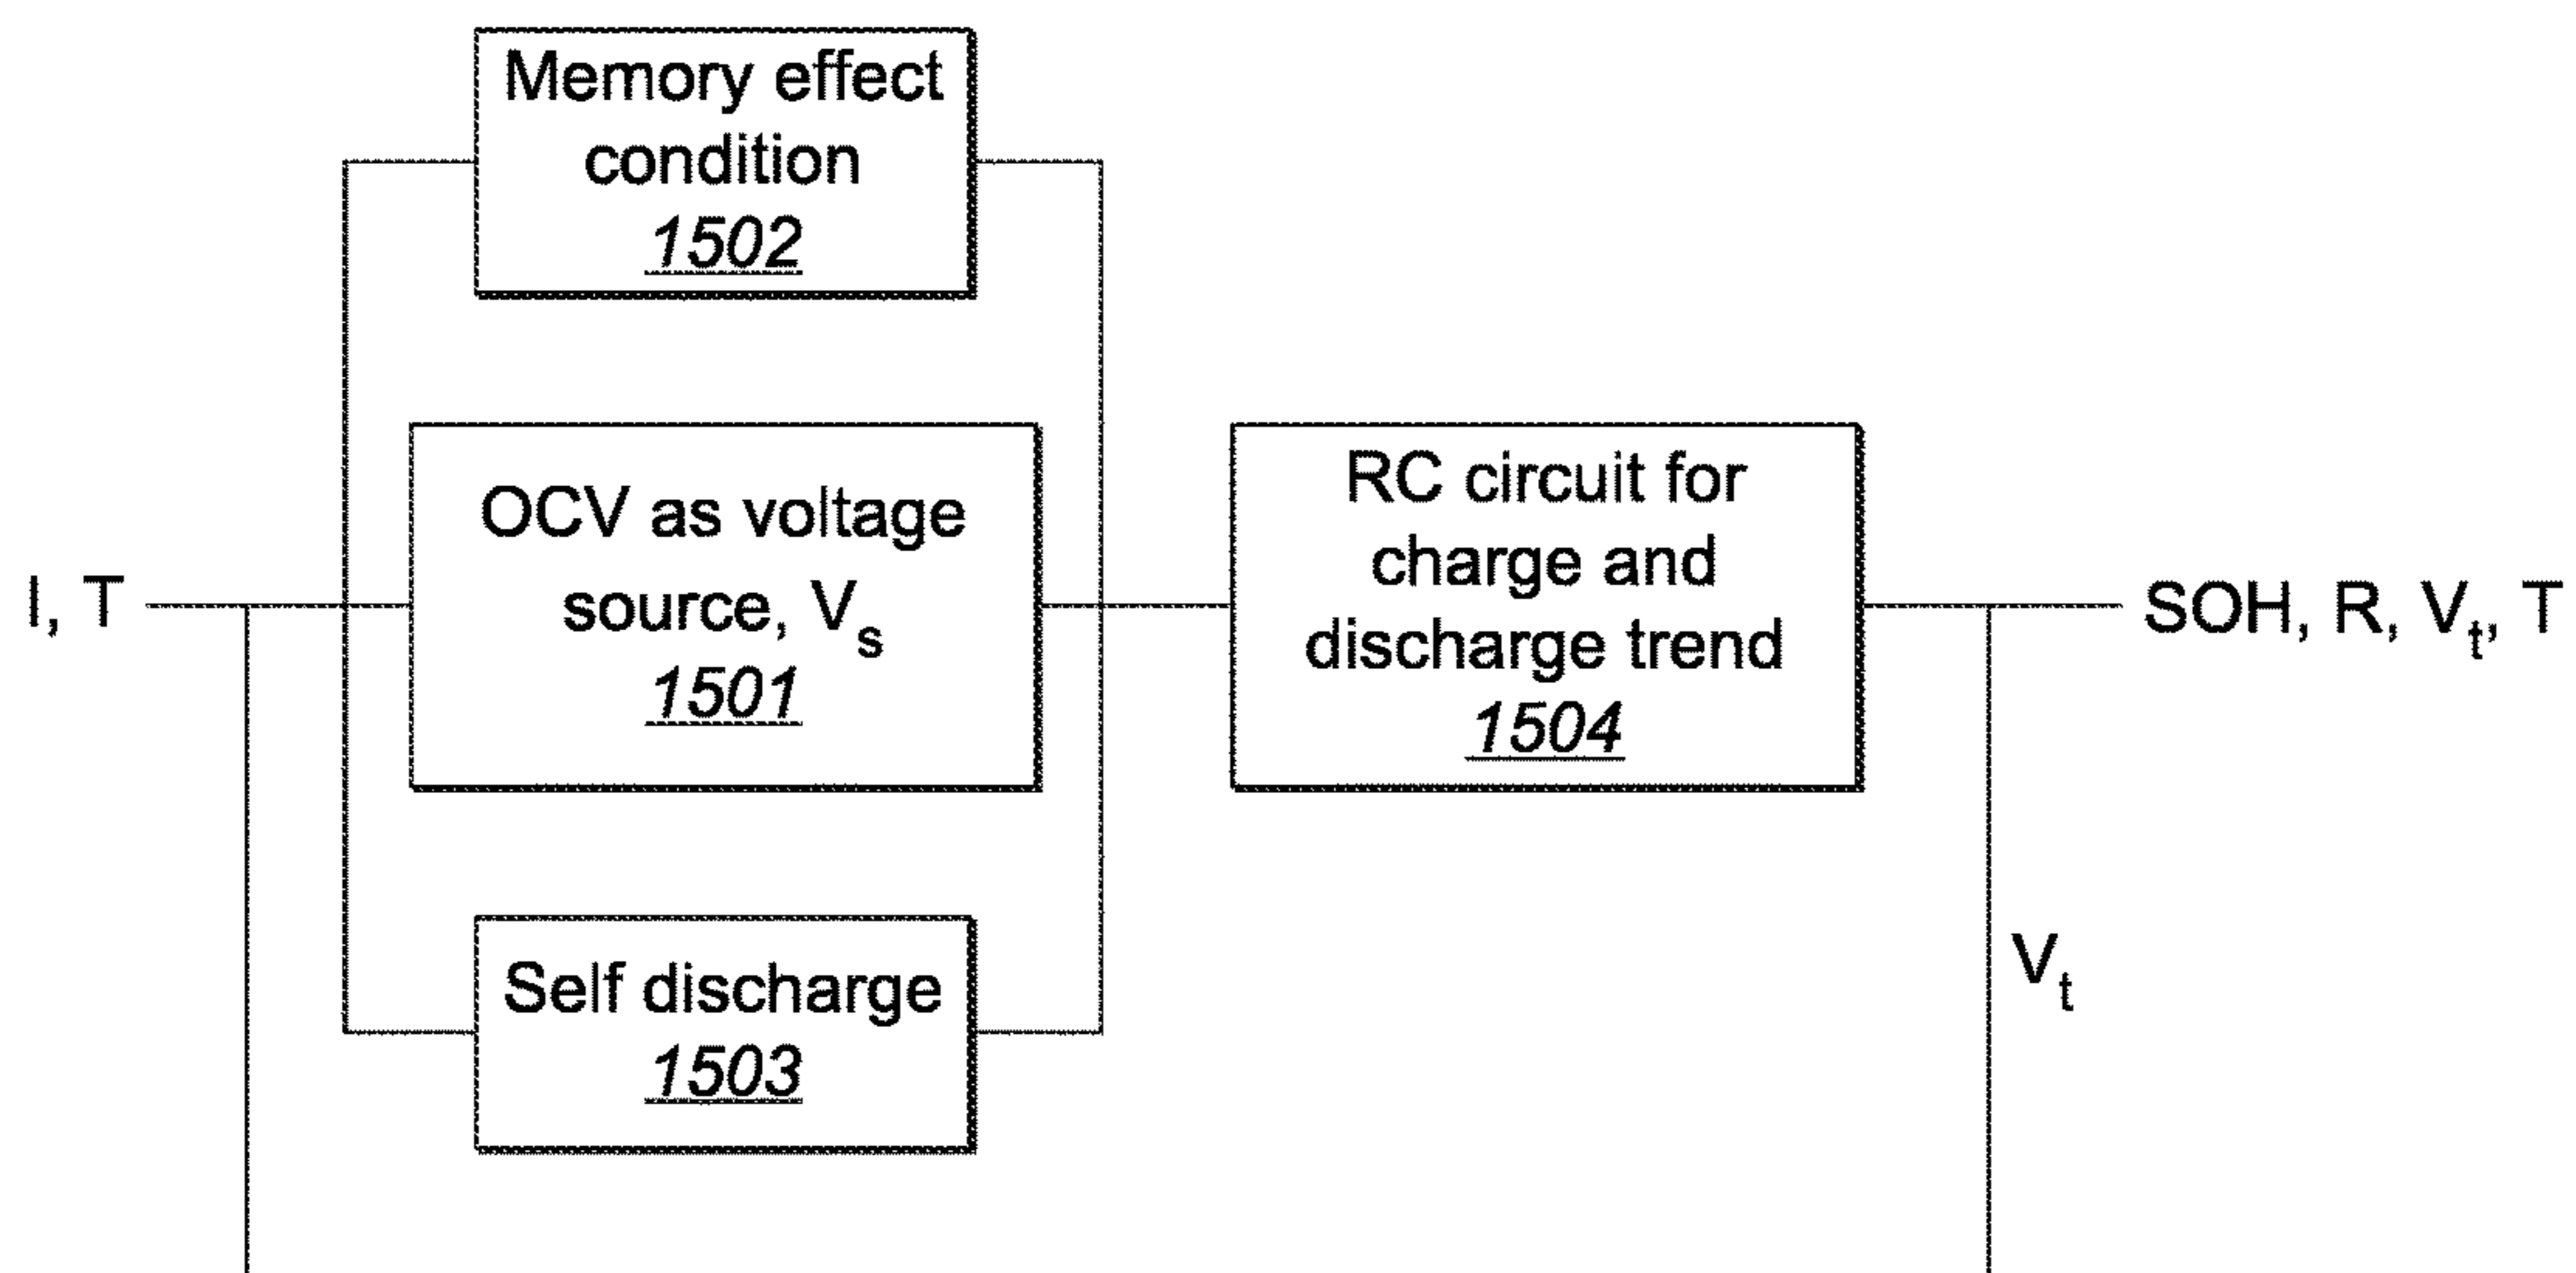 Memory effect
condition
1502
OCV as voltage
source, Vs
1501
RC circuit for
charge and
discharge trend
1504
I, T
SOH, R, Vt, T
Self discharge
1503
Vt